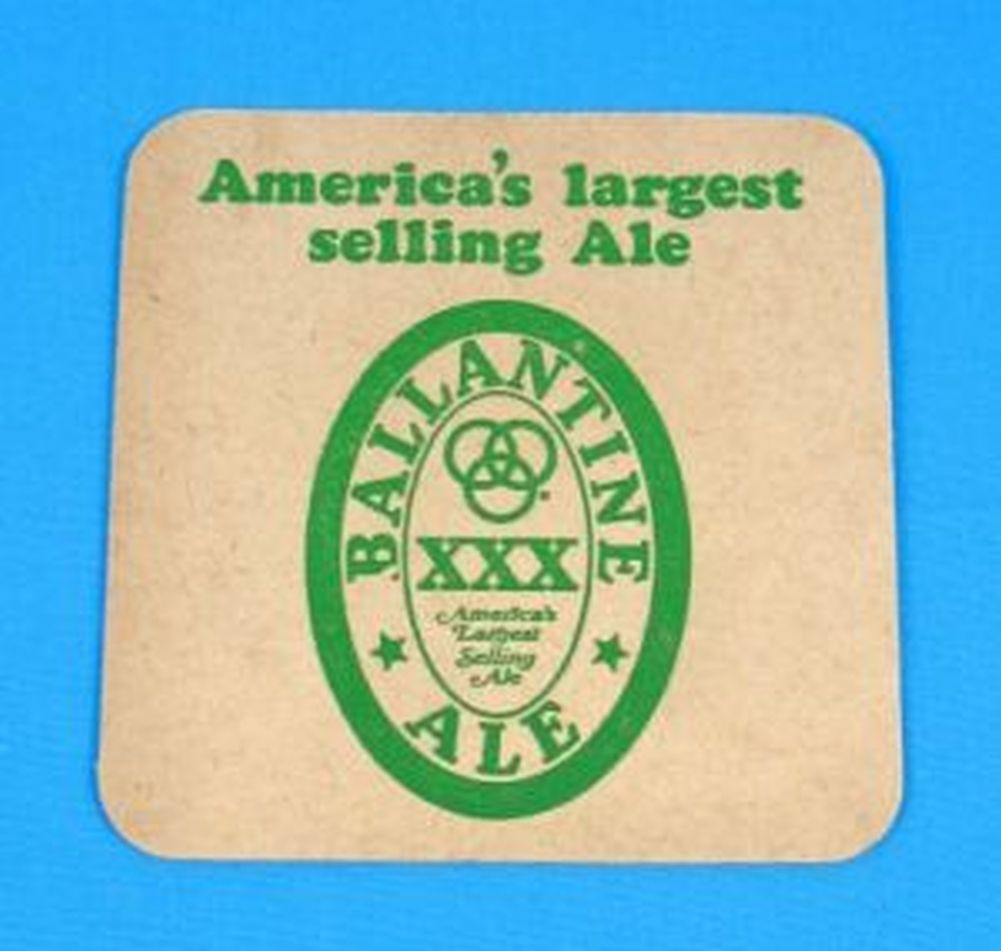 America's largest
selling Ale
BALLANTINE
XXX
America's
Largest
Selling
Ale
ALE